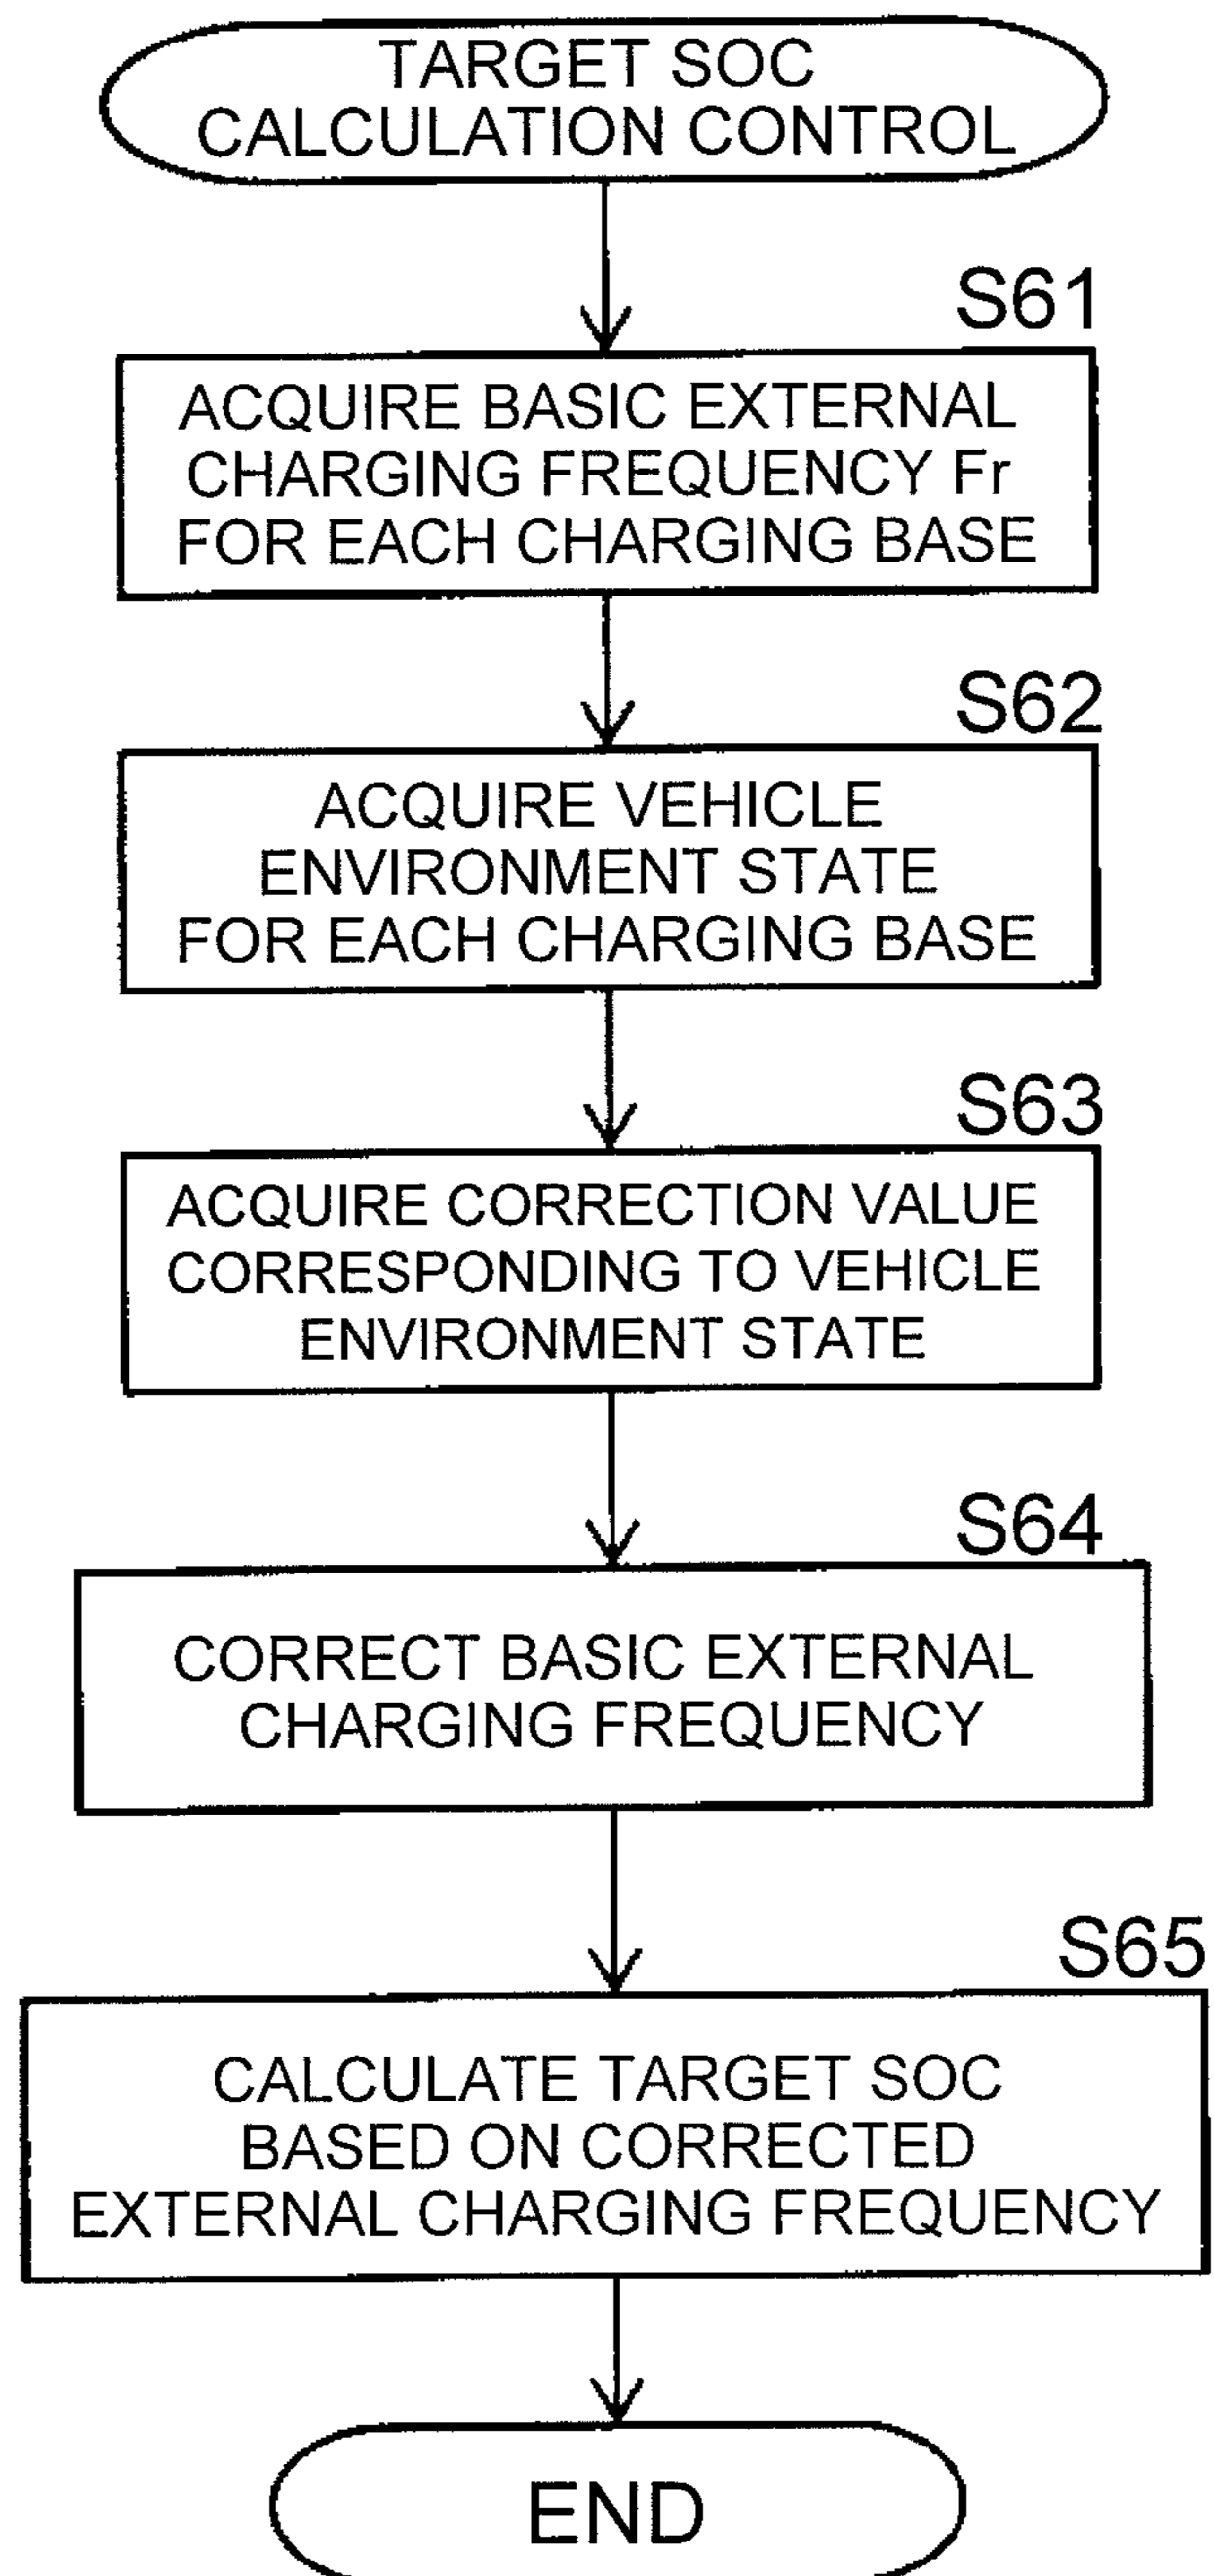 TARGET SOC
CALCULATION CONTROL
S61
ACQUIRE BASIC EXTERNAL
CHARGING FREQUENCY Fr
FOR EACH CHARGING BASE
S62
ACQUIRE VEHICLE
ENVIRONMENT STATE
FOR EACH CHARGING BASE
S63
ACQUIRE CORRECTION VALUE
CORRESPONDING TO VEHICLE
ENVIRONMENT STATE
S64
CORRECT BASIC EXTERNAL
CHARGING FREQUENCY
S65
CALCULATE TARGET SOC
BASED ON CORRECTED
EXTERNAL CHARGING FREQUENCY
END